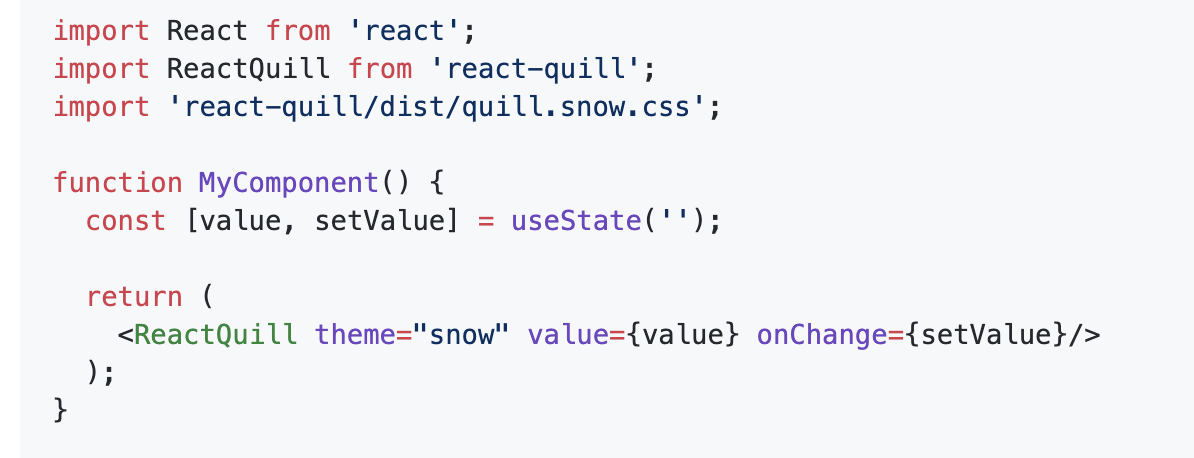 import React from 'react';
import ReactQuill from 'react-quill';
import 'react-quill/dist/quill.snow.css';
function MyComponent() {
const [value, setValue] = useState('');
return (
<ReactQuill theme="snow" value={value} onChange={setValue}/>
);
}